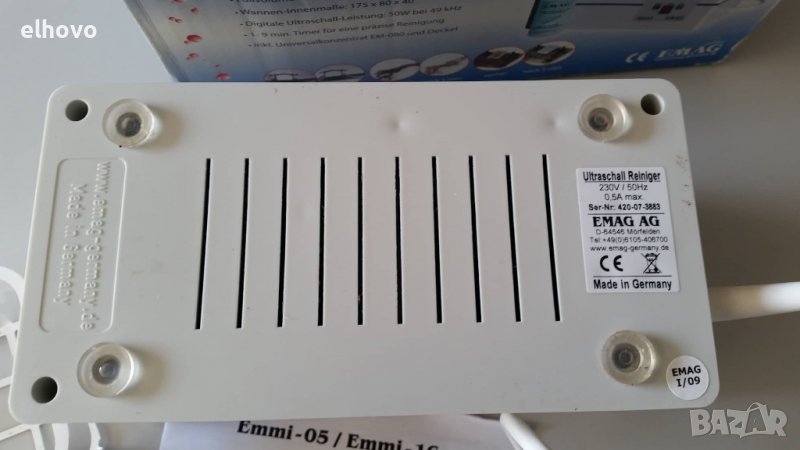 elhovo
Wannen-Innenmaße: 175 x 80 x 40
Digitale Ultraschall-Leistung: 50W bei 49 kHz
1- 9 min. Timer für eine präzise Reinigung
inkl. Universalkonzentrat EM-080 und Deckel
CE EMAG
www.emag-germany.de
Made in
Germany
Ultraschall Reiniger
230V / 50Hz
0,5A max.
Ser-Nr: 420-07-3883
EMAG AG
D-64546 Mörfelden
Tel:+49(0)6105-406700
www.emag-germany.de
CE
Made in Germany
EMAG
I/09
Emmi-05 / Emmi-
BAZAR